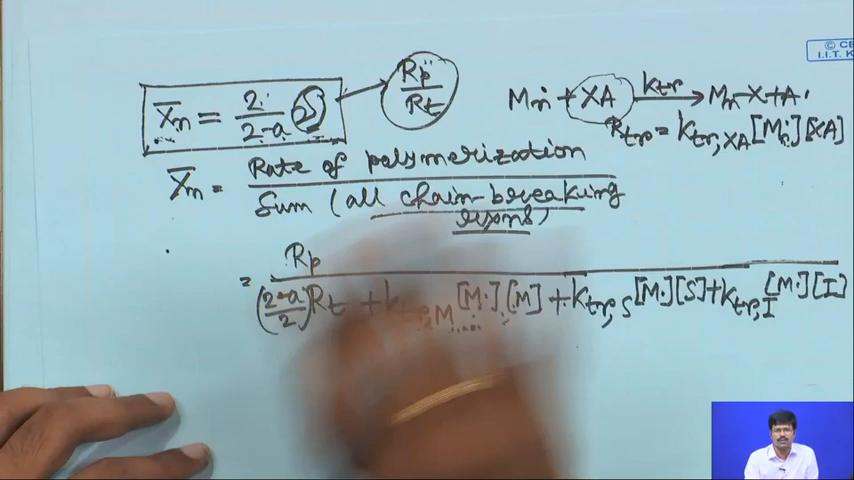 © CE
I.I.T. K
X̄n = 2/(2-a) ν → Rp/Rt
Mn· + XA —ktr→ Mn-X + A·
Rtr = ktr,XA [M·] [XA]
X̄n = Rate of polymerization
Sum (all chain-breaking
rxns)
= Rp
(2-a/2) Rt + ktr,M [M·] [M] + ktr,S [M·] [S] + ktr,I [M·] [I]